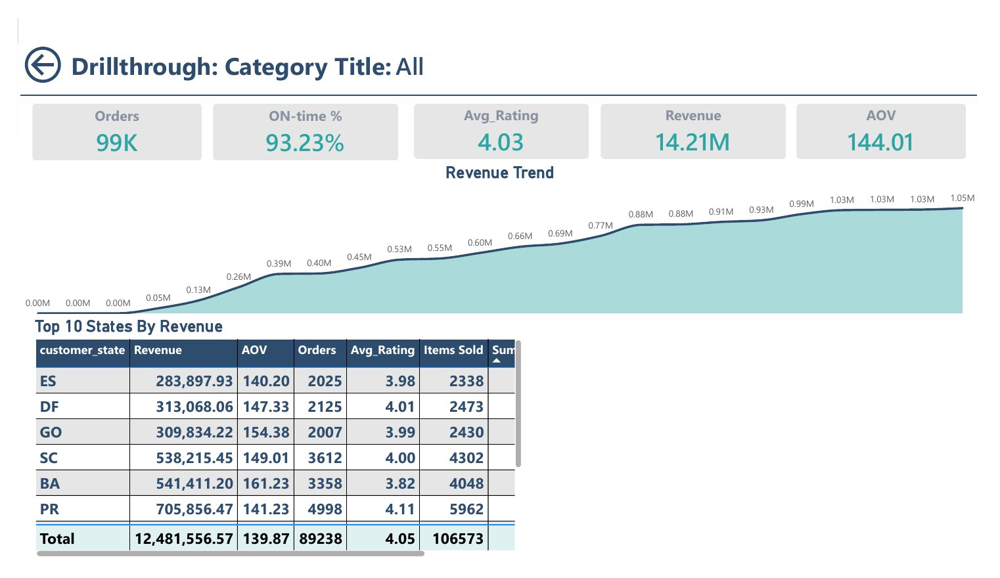 Drillthrough: Category Title: All
Orders ON-time % Avg_Rating Revenue AOV
99K 93.23% 4.03 14.21M 144.01
Revenue Trend
0.00M 0.00M 0.00M 0.05M 0.13M 0.26M 0.39M 0.40M 0.45M 0.53M 0.55M 0.60M 0.66M 0.69M 0.77M 0.88M 0.88M 0.91M 0.93M 0.99M 1.03M 1.03M 1.03M 1.05M
Top 10 States By Revenue
customer_state Revenue AOV Orders Avg_Rating Items Sold Sum
ES 283,897.93 140.20 2025 3.98 2338
DF 313,068.06 147.33 2125 4.01 2473
GO 309,834.22 154.38 2007 3.99 2430
SC 538,215.45 149.01 3612 4.00 4302
BA 541,411.20 161.23 3358 3.82 4048
PR 705,856.47 141.23 4998 4.11 5962
Total 12,481,556.57 139.87 89238 4.05 106573